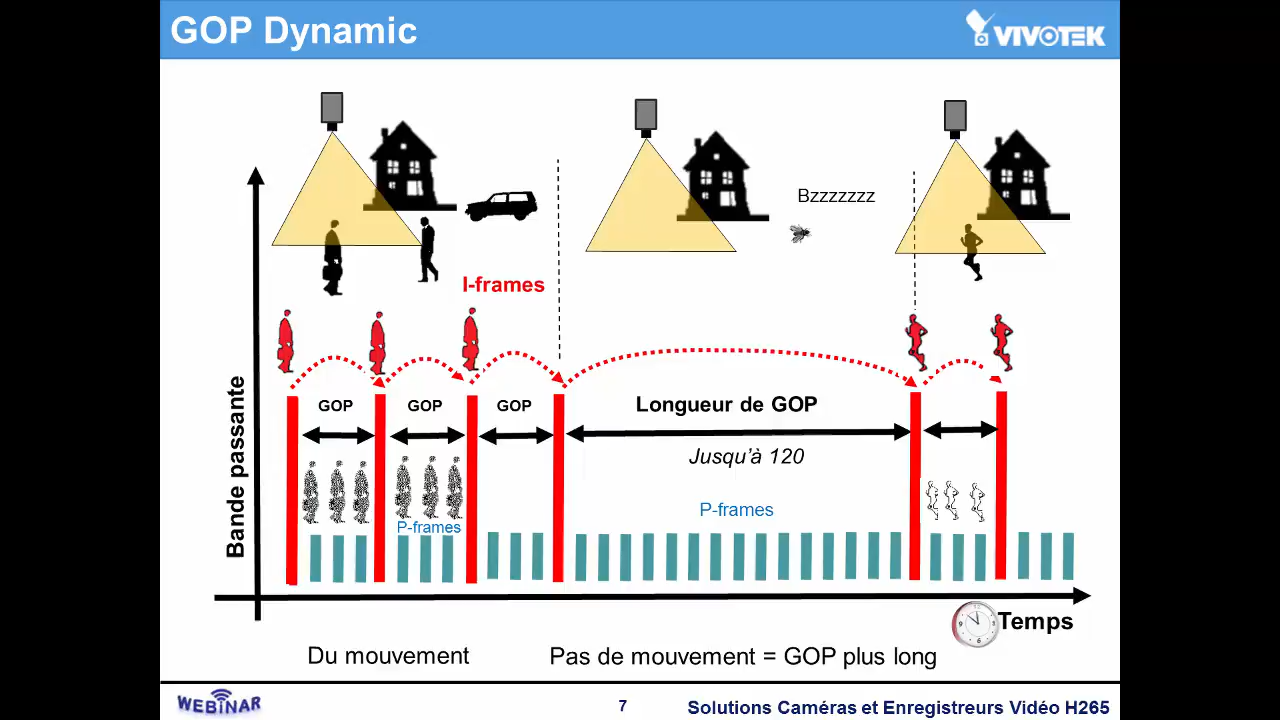 GOP Dynamic
VIVOTEK
Bzzzzzzz
I-frames
Bande passante
GOP
GOP
GOP
Longueur de GOP
Jusqu'à 120
P-frames
P-frames
Temps
Du mouvement
Pas de mouvement = GOP plus long
WEBINAR
7
Solutions Caméras et Enregistreurs Vidéo H265